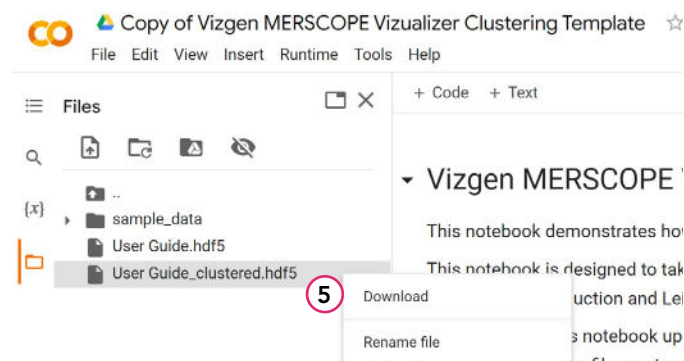 Copy of Vizgen MERSCOPE Vizualizer Clustering Template
File Edit View Insert Runtime Tools Help
Files
+ Code + Text
{x}
..
sample_data
User Guide.hdf5
User Guide_clustered.hdf5
Vizgen MERSCOPE
This notebook demonstrates how
This notebook is designed to tak
5
Download
uction and Lei
Rename file
s notebook up